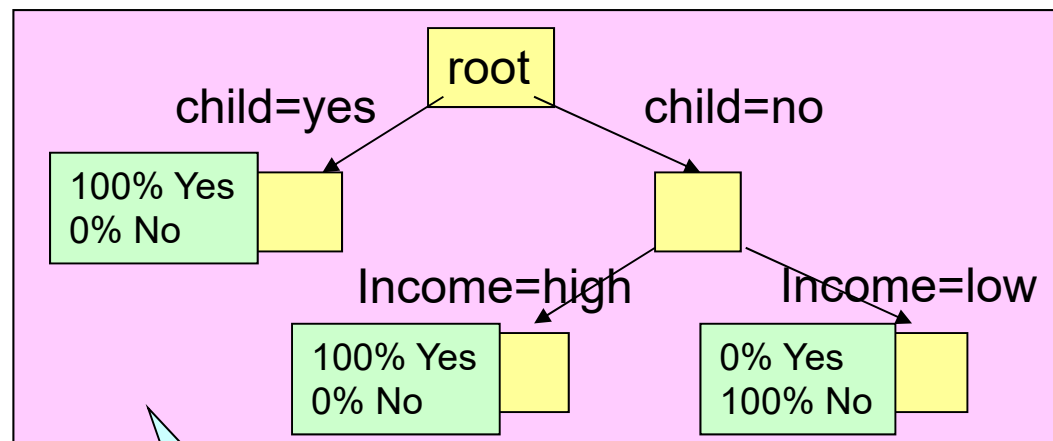 root
child=yes
child=no
100% Yes
0% No
Income=high
Income=low
100% Yes
0% No
0% Yes
100% No